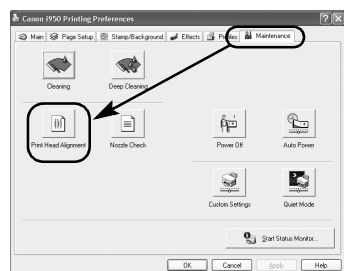 Canon i950 Printing Preferences
Main Page Setup Stamp/Background Effects Profiles Maintenance
Cleaning Deep Cleaning
Print Head Alignment Nozzle Check Power Off Auto Power
Custom Settings Quiet Mode
Start Status Monitor...
OK Cancel Apply Help